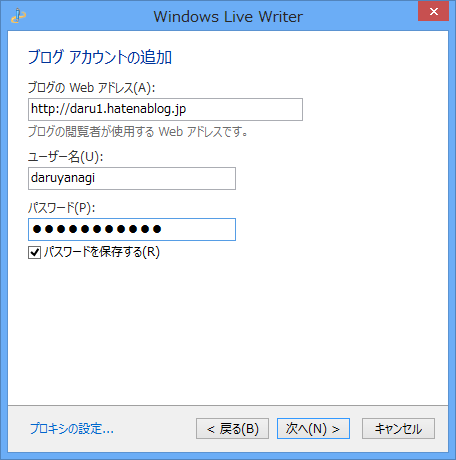 Windows Live Writer
ブログ アカウントの追加
ブログの Web アドレス(A):
http://daru1.hatenablog.jp
ブログの閲覧者が使用する Web アドレスです。
ユーザー名(U):
daruyanagi
パスワード(P):
●●●●●●●●●●●
パスワードを保存する(R)
プロキシの設定... < 戻る(B) 次へ(N) > キャンセル